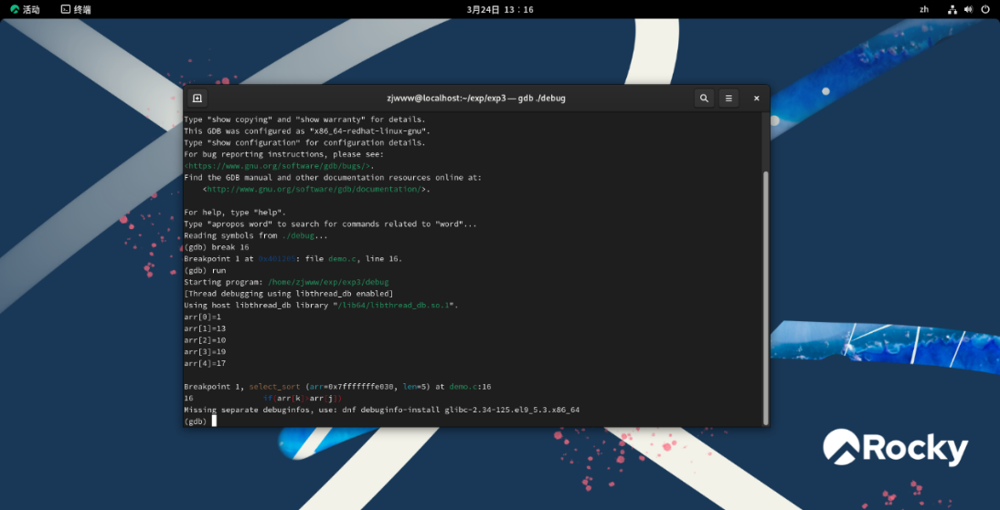 活动 终端 3月24日 13：16 zh
zjwww@localhost:~/exp/exp3 — gdb ./debug
Type "show copying" and "show warranty" for details.
This GDB was configured as "x86_64-redhat-linux-gnu".
Type "show configuration" for configuration details.
For bug reporting instructions, please see:
<https://www.gnu.org/software/gdb/bugs/>.
Find the GDB manual and other documentation resources online at:
    <http://www.gnu.org/software/gdb/documentation/>.
For help, type "help".
Type "apropos word" to search for commands related to "word"...
Reading symbols from ./debug...
(gdb) break 16
Breakpoint 1 at 0x401205: file demo.c, line 16.
(gdb) run
Starting program: /home/zjwww/exp/exp3/debug
[Thread debugging using libthread_db enabled]
Using host libthread_db library "/lib64/libthread_db.so.1".
arr[0]=1
arr[1]=13
arr[2]=10
arr[3]=19
arr[4]=17
Breakpoint 1, select_sort (arr=0x7fffffffe030, len=5) at demo.c:16
16              if(arr[k]>arr[j])
Missing separate debuginfos, use: dnf debuginfo-install glibc-2.34-125.el9_5.3.x86_64
(gdb)
Rocky